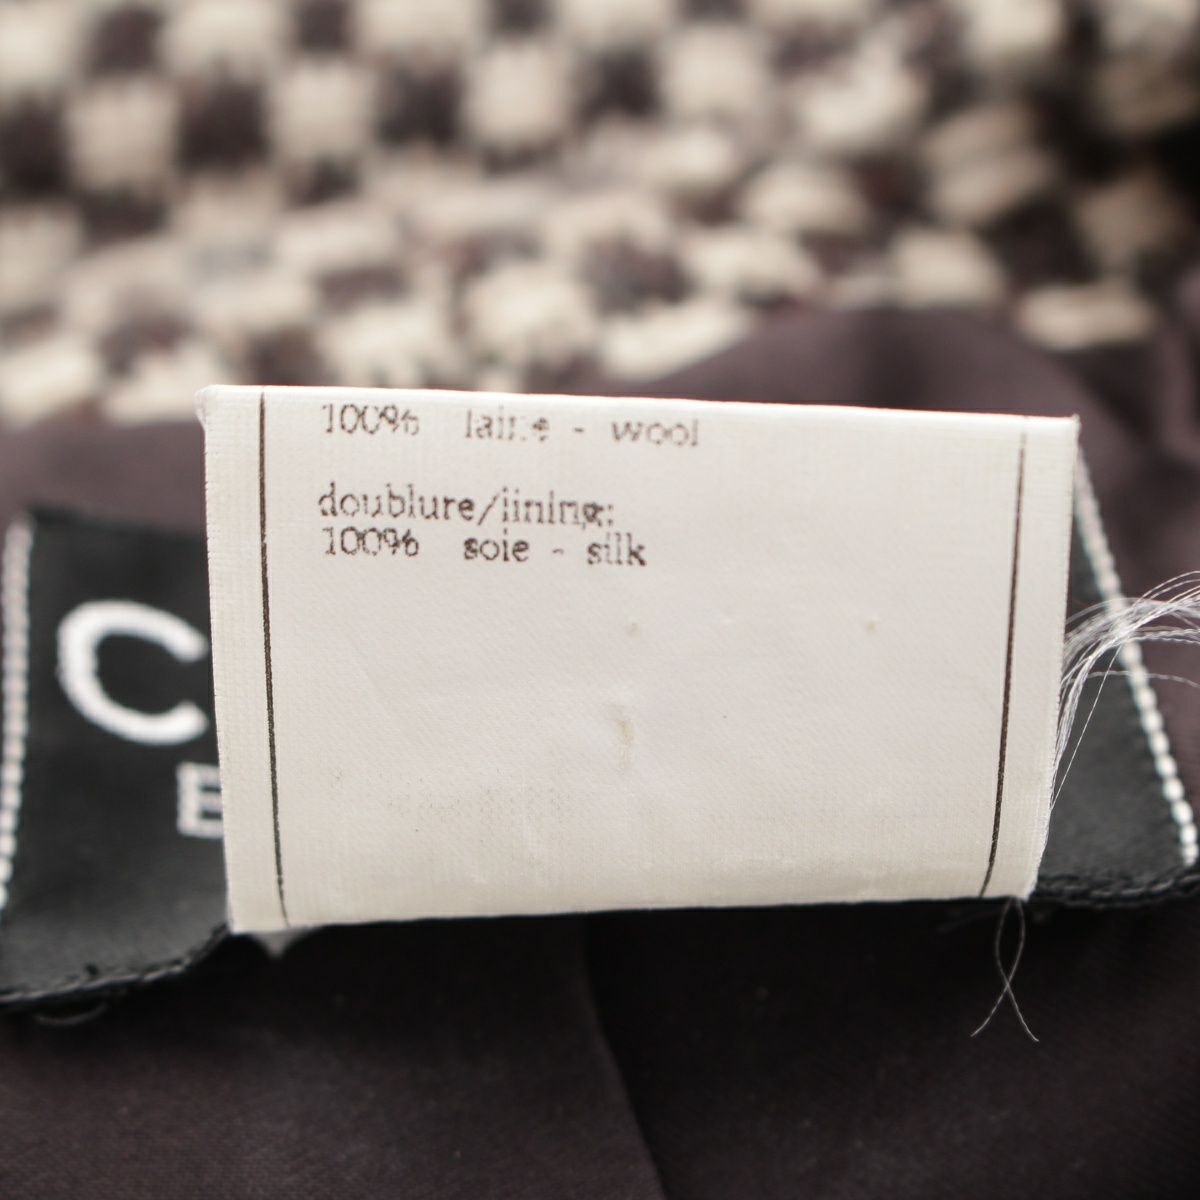 100% laine - wool
doublure/lining:
100% soie - silk
C
E